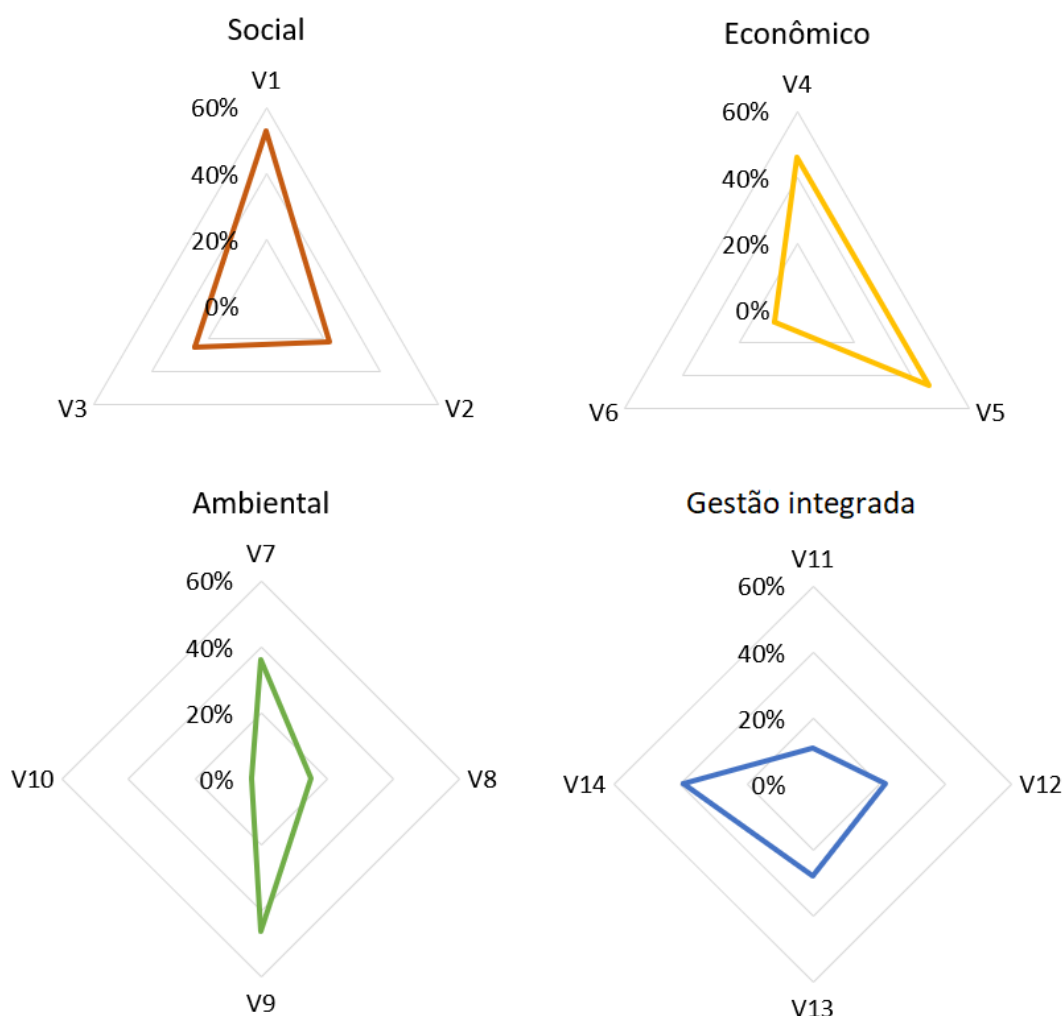 Social
V1
60%
40%
20%
0%
V3
V2
Econômico
V4
60%
40%
20%
0%
V6
V5
Ambiental
V7
60%
40%
20%
V10
0%
V8
V9
Gestão integrada
V11
60%
40%
20%
V14
0%
V12
V13